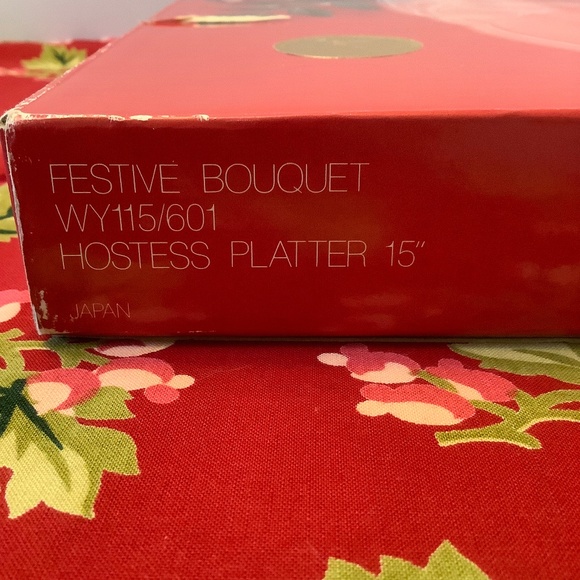 FESTIVE BOUQUET
WY115/601
HOSTESS PLATTER 15"
JAPAN